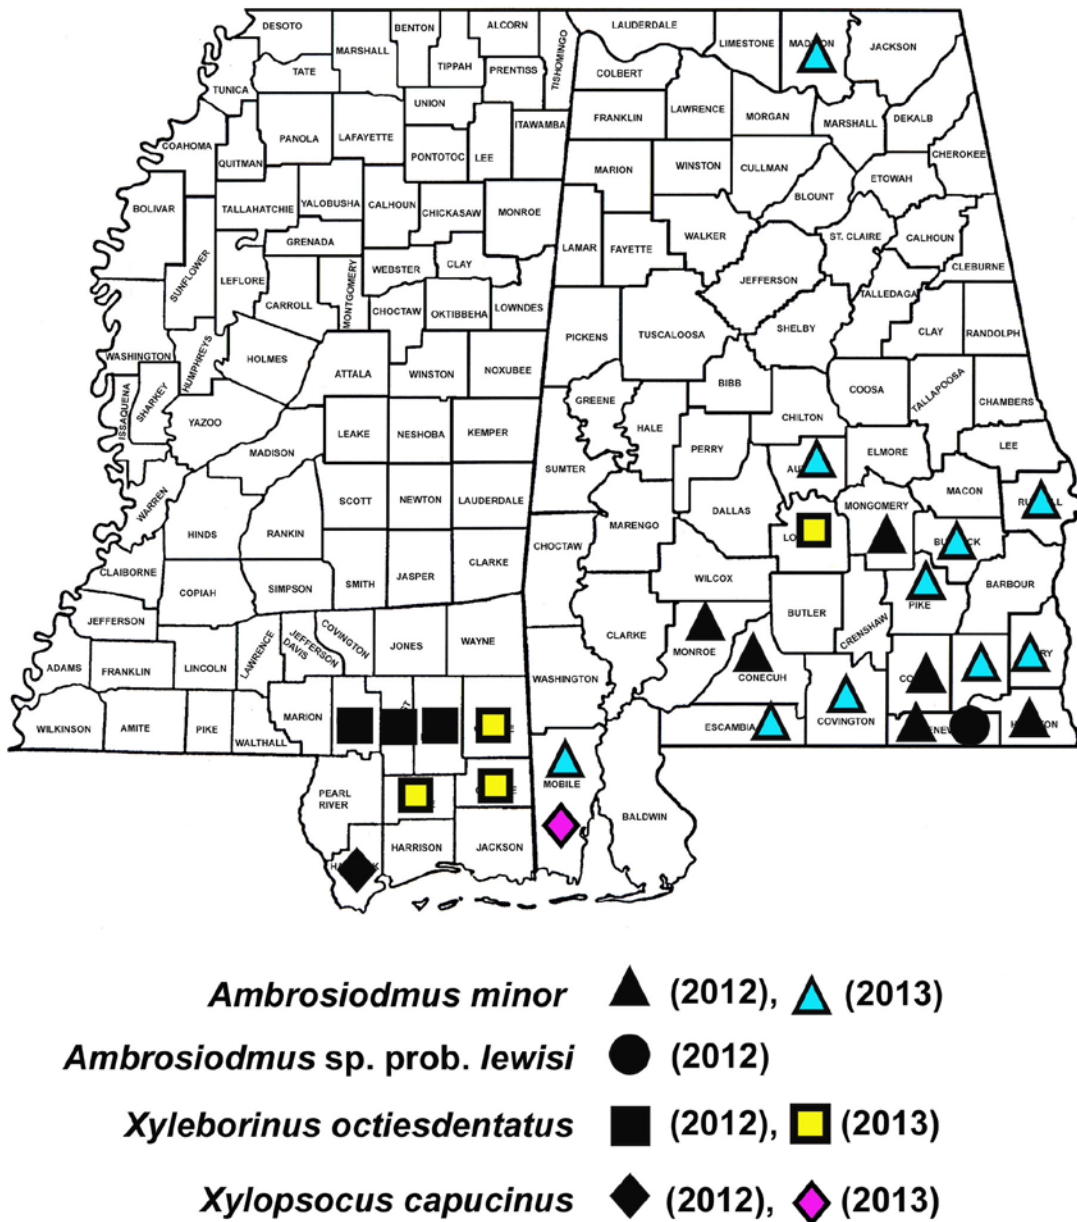 DESOTO
BENTON
ALCORN
MARSHALL
TIPPAH
PRENTISS
TISHOMINGO
TATE
TUNICA
UNION
ITAWAMBA
PANOLA
LAFAYETTE
PONTOTOC
LEE
COAHOMA
QUITMAN
BOLIVAR
TALLAHATCHIE
YALOBUSHA
CALHOUN
CHICKASAW
MONROE
GRENADA
SUNFLOWER
LEFLORE
WEBSTER
CLAY
MONTGOMERY
CARROLL
CHOCTAW
OKTIBBEHA
LOWNDES
WASHINGTON
HUMPHREYS
HOLMES
ATTALA
WINSTON
NOXUBEE
ISSAQUENA
SHARKEY
YAZOO
LEAKE
NESHOBA
KEMPER
MADISON
WARREN
SCOTT
NEWTON
LAUDERDALE
HINDS
RANKIN
CLAIBORNE
COPIAH
SIMPSON
SMITH
JASPER
CLARKE
JEFFERSON
LAWRENCE
JEFFERSON
DAVIS
COVINGTON
JONES
WAYNE
ADAMS
FRANKLIN
LINCOLN
WILKINSON
AMITE
PIKE
WALTHALL
MARION
PEARL
RIVER
HARRISON
JACKSON
LAUDERDALE
LIMESTONE
JACKSON
COLBERT
FRANKLIN
LAWRENCE
MORGAN
MARSHALL
DEKALB
CHEROKEE
MARION
WINSTON
CULLMAN
ETOWAH
BLOUNT
LAMAR
FAYETTE
WALKER
ST. CLAIRE
CALHOUN
JEFFERSON
CLEBURNE
TALLEDAGA
PICKENS
TUSCALOOSA
SHELBY
CLAY
RANDOLPH
BIBB
COOSA
TALLAPOOSA
CHAMBERS
GREENE
HALE
CHILTON
PERRY
ELMORE
LEE
SUMTER
MACON
DALLAS
MONTGOMERY
MARENGO
CHOCTAW
WILCOX
BARBOUR
BUTLER
PIKE
CLARKE
CRENSHAW
MONROE
CONECUH
WASHINGTON
ESCAMBIA
COVINGTON
MOBILE
BALDWIN
Ambrosiodmus minor (2012), (2013)
Ambrosiodmus sp. prob. lewisi (2012)
Xyleborinus octiesdentatus (2012), (2013)
Xylopsocus capucinus (2012), (2013)